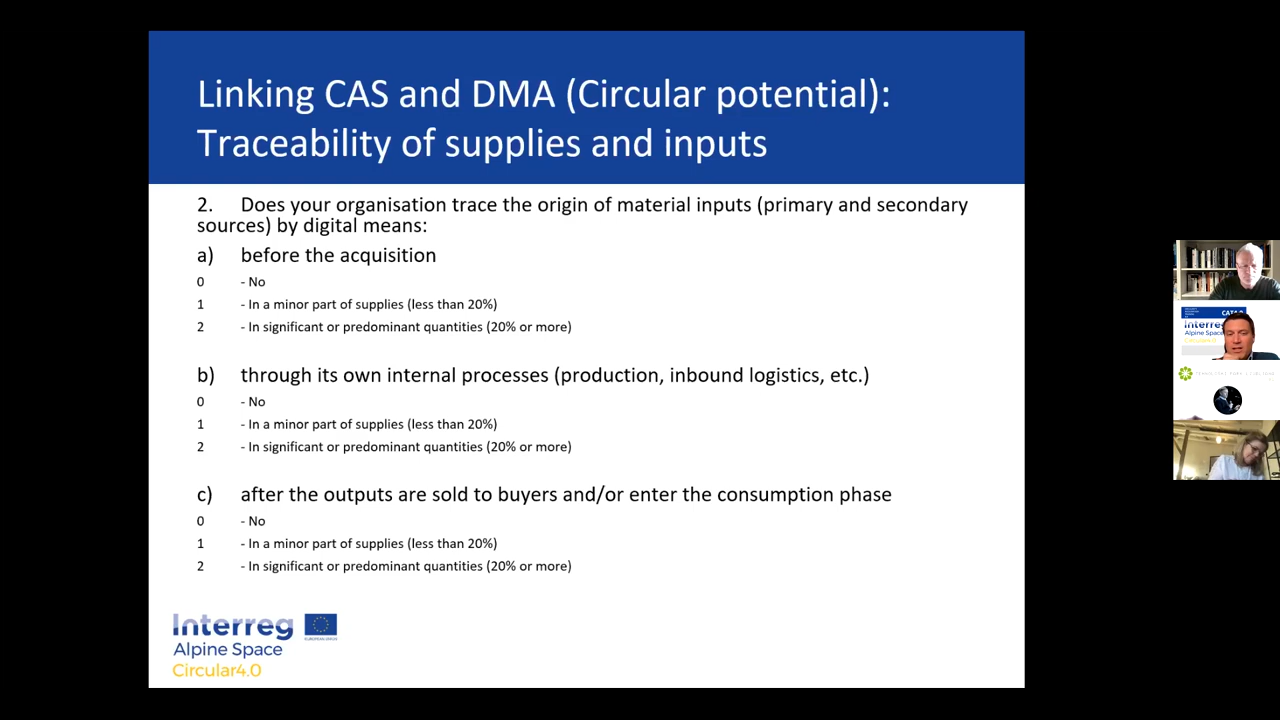 Linking CAS and DMA (Circular potential):
Traceability of supplies and inputs
2. Does your organisation trace the origin of material inputs (primary and secondary
sources) by digital means:
a) before the acquisition
0 - No
1 - In a minor part of supplies (less than 20%)
2 - In significant or predominant quantities (20% or more)
b) through its own internal processes (production, inbound logistics, etc.)
0 - No
1 - In a minor part of supplies (less than 20%)
2 - In significant or predominant quantities (20% or more)
c) after the outputs are sold to buyers and/or enter the consumption phase
0 - No
1 - In a minor part of supplies (less than 20%)
2 - In significant or predominant quantities (20% or more)
Interreg
EUROPEAN UNION
Alpine Space
Circular4.0
Interreg
Alpine Space